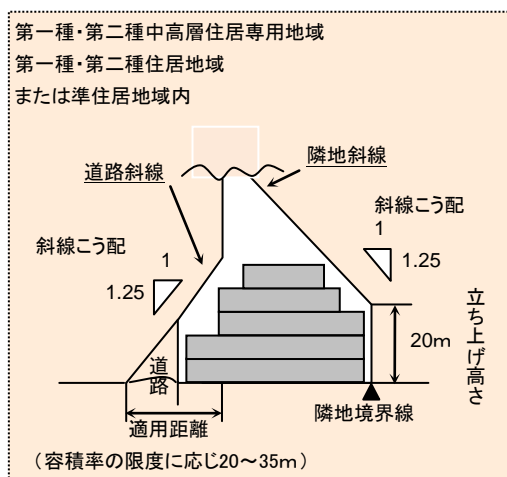 第一種・第二種中高層住居専用地域
第一種・第二種住居地域
または準住居地域内
隣地斜線
道路斜線
斜線こう配
1
1.25
斜線こう配
1
1.25
立ち上げ高さ
20m
道路
隣地境界線
適用距離
（容積率の限度に応じ20～35m）